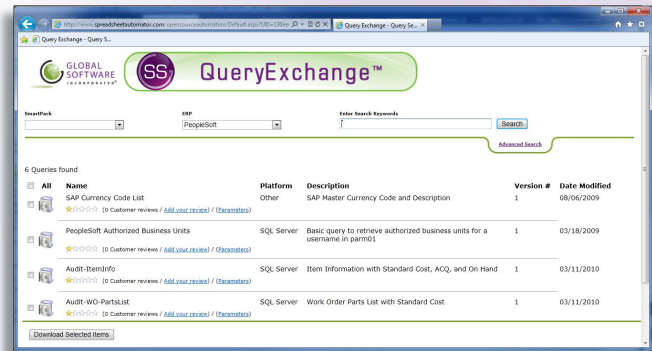 http://www.spreadsheetautomator.com/opensourceautomation/Default.aspx?UID=136ee
Query Exchange - Query Se...
Query Exchange - Query S...
GLOBAL
SOFTWARE
INCORPORATED
SS QueryExchange™
SmartPack ERP Enter Search Keywords
PeopleSoft Search
Advanced Search
6 Queries found
All Name Platform Description Version # Date Modified
SAP Currency Code List Other SAP Master Currency Code and Description 1 08/06/2009
(0 Customer reviews / Add your review) / (Parameters)
PeopleSoft Authorized Business Units SQL Server Basic query to retrieve authorized business units for a username in parm01 1 03/18/2009
(0 Customer reviews / Add your review) / (Parameters)
Audit-ItemInfo SQL Server Item Information with Standard Cost, ACQ, and On Hand 1 03/11/2010
(0 Customer reviews / Add your review) / (Parameters)
Audit-WO-PartsList SQL Server Work Order Parts List with Standard Cost 1 03/11/2010
(0 Customer reviews / Add your review) / (Parameters)
Download Selected Items